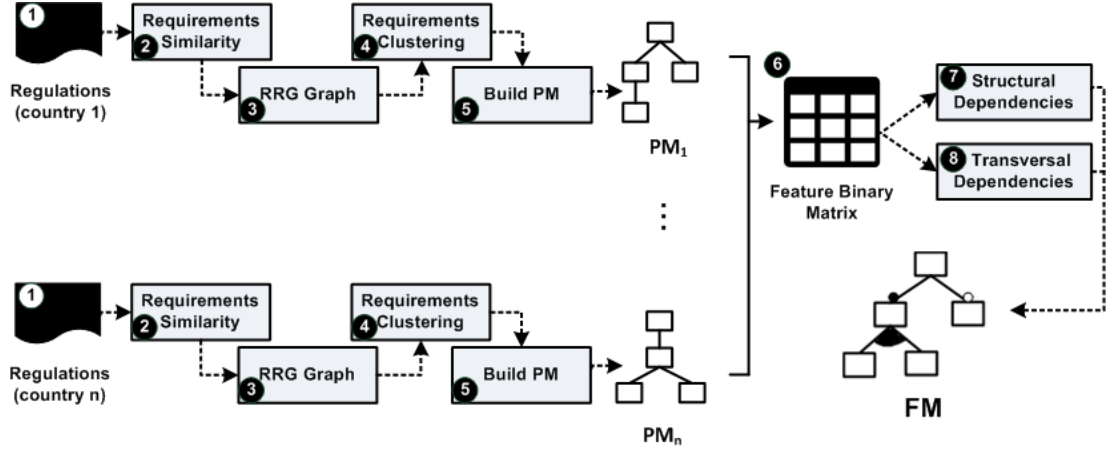 1
Regulations
(country 1)
Requirements
Similarity
2
3
RRG Graph
Requirements
Clustering
4
5
Build PM
PM₁
⋮
1
Regulations
(country n)
Requirements
Similarity
2
3
RRG Graph
Requirements
Clustering
4
5
Build PM
PMₙ
6
Feature Binary
Matrix
7
Structural
Dependencies
8
Transversal
Dependencies
FM